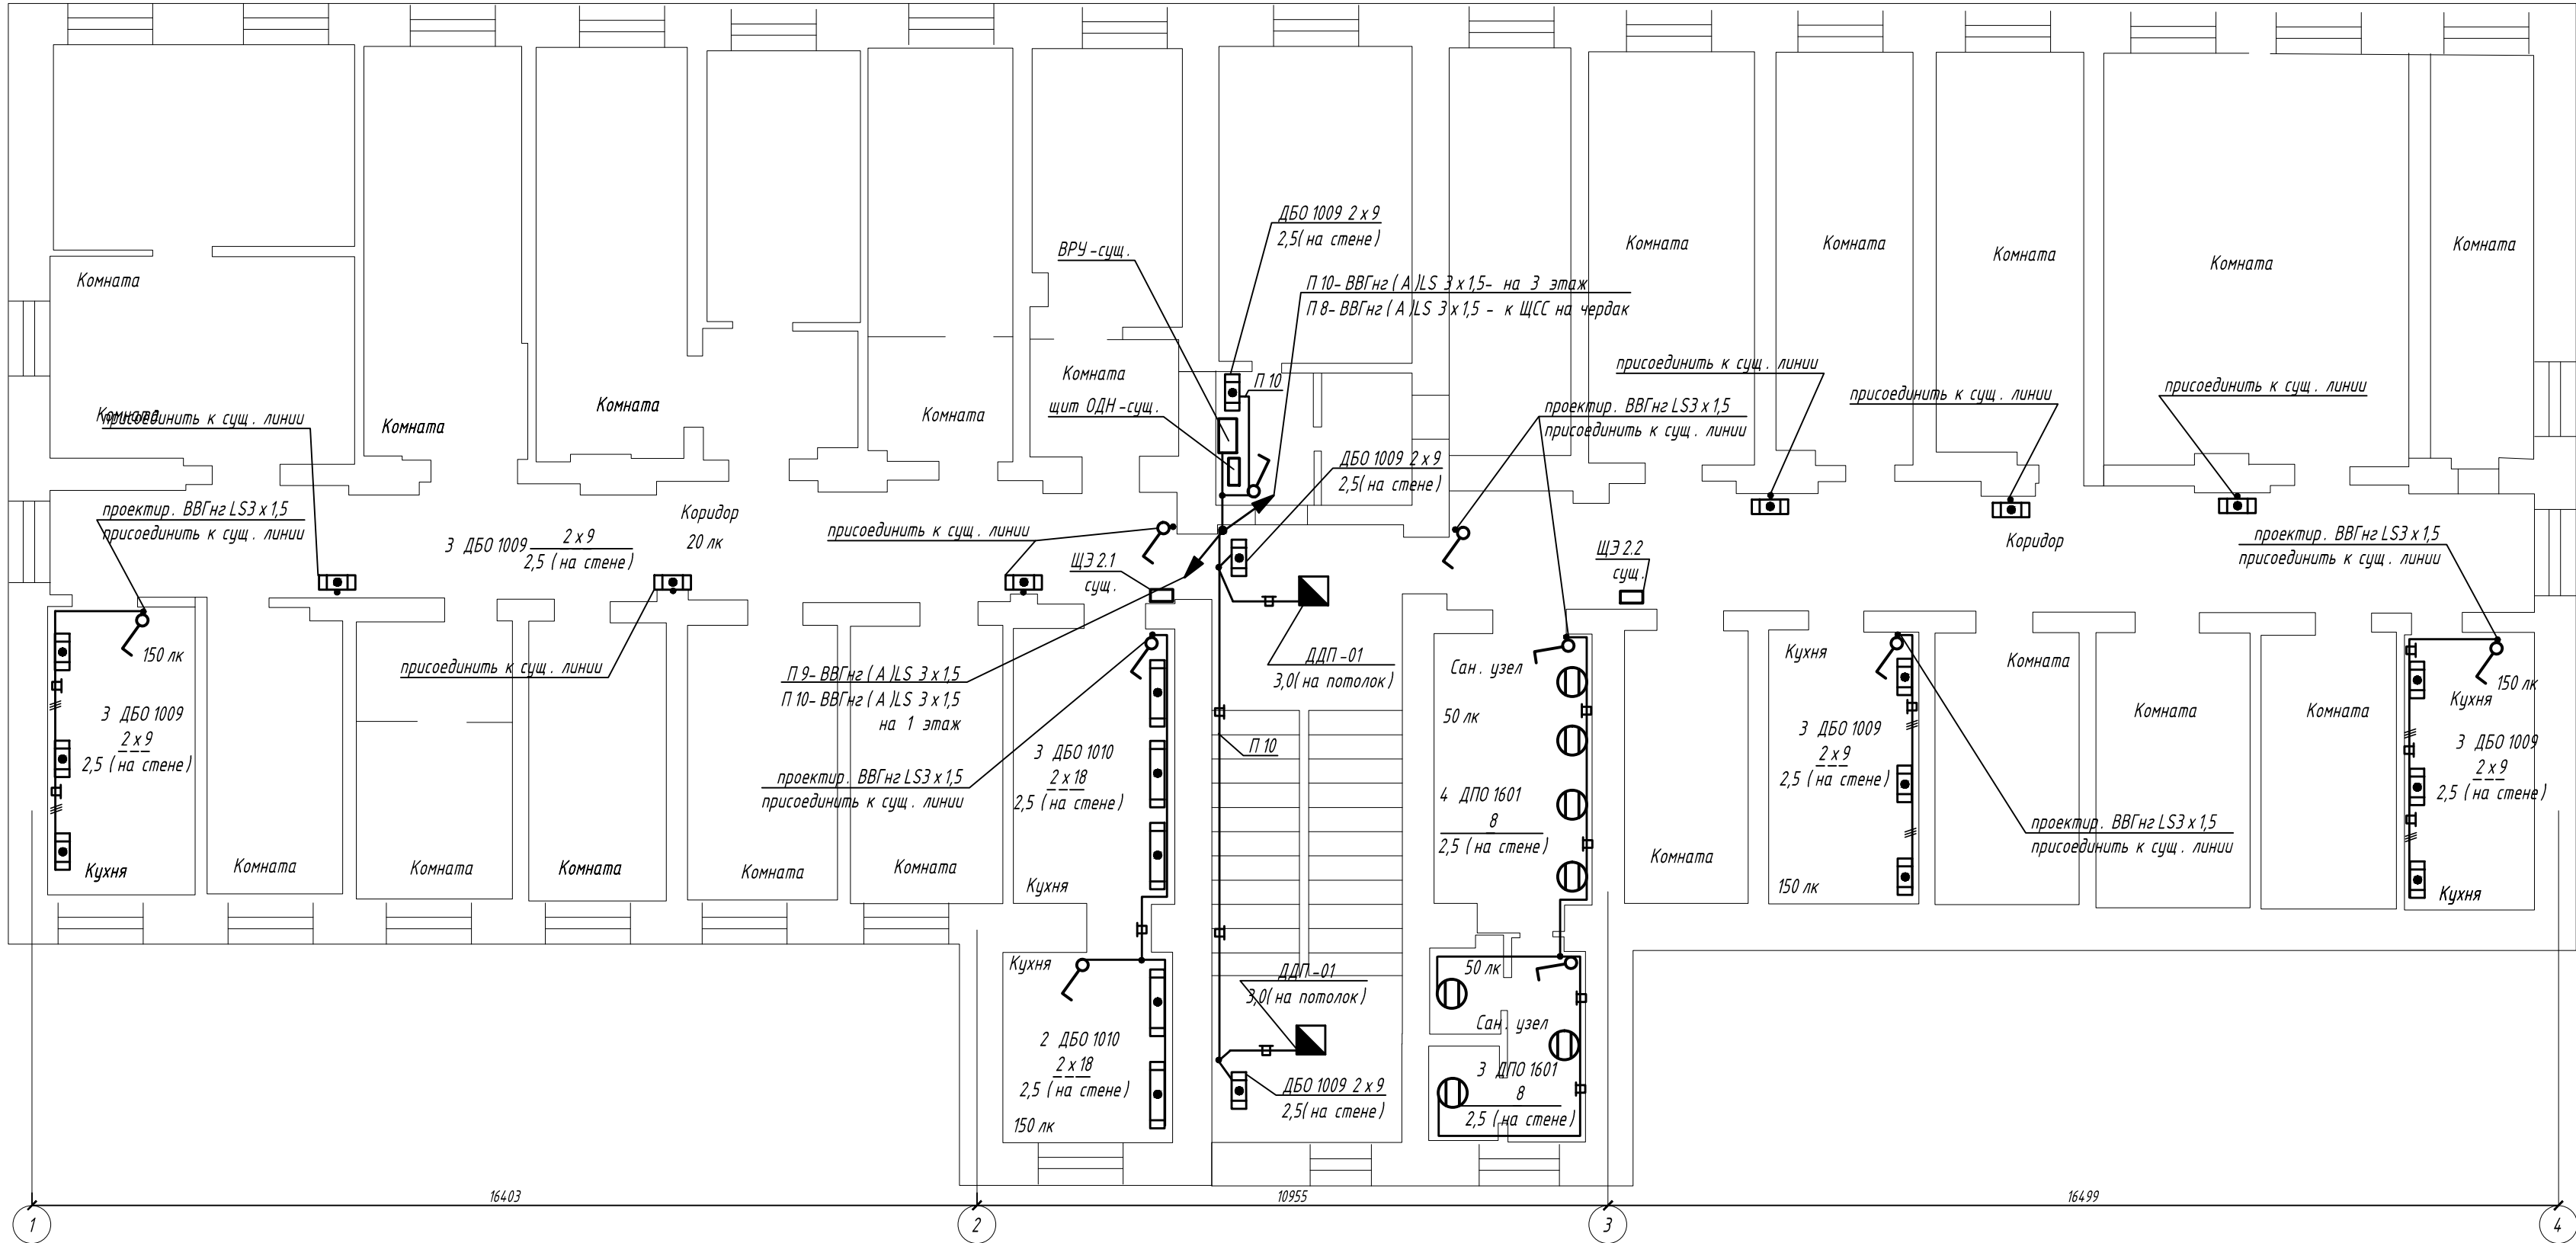 ДБО 1009 2 x 9
2,5( на стене)
ВРУ -сущ.
П 10- ВВГнг ( А )LS 3 x 1,5- на 3 этаж
П 8- ВВГнг ( А )LS 3 x 1,5 - к ЩСС на чердак
Комната
Комната
Комната
Комната
Комната
Комната
Комната
присоединить к сущ. линии
Комната
Комната
Комната
Комната
щит ОДН -сущ.
П 10
присоединить к сущ. линии
присоединить к сущ. линии
присоединить к сущ. линии
проектир. ВВГнг LS3 x 1,5
присоединить к сущ. линии
ДБО 1009 2 x 9
2,5( на стене)
проектир. ВВГнг LS3 x 1,5
присоединить к сущ. линии
Коридор
20 лк
3 ДБО 1009 2 x 9
2,5 ( на стене)
присоединить к сущ. линии
ЩЭ 2.1
сущ.
ЩЭ 2.2
сущ.
Коридор
проектир. ВВГнг LS3 x 1,5
присоединить к сущ. линии
150 лк
присоединить к сущ. линии
П 9- ВВГнг ( А )LS 3 x 1,5
П 10- ВВГнг ( А )LS 3 x 1,5
на 1 этаж
ДДП -01
3,0( на потолок)
Сан. узел
50 лк
Кухня
Комната
Комната
Комната
Кухня
150 лк
3 ДБО 1009
2 x 9
2,5 ( на стене)
3 ДБО 1010
2 x 18
2,5 ( на стене)
П 10
проектир. ВВГнг LS3 x 1,5
присоединить к сущ. линии
4 ДПО 1601
8
2,5 ( на стене)
3 ДБО 1009
2 x 9
2,5 ( на стене)
3 ДБО 1009
2 x 9
2,5 ( на стене)
проектир. ВВГнг LS3 x 1,5
присоединить к сущ. линии
Кухня
Комната
Комната
Комната
Комната
Комната
Кухня
Комната
150 лк
Кухня
Кухня
ДДП -01
3,0( на потолок)
50 лк
Сан. узел
2 ДБО 1010
2 x 18
2,5 ( на стене)
150 лк
ДБО 1009 2 x 9
2,5( на стене)
3 ДПО 1601
8
2,5 ( на стене)
16403
10955
16499
1
2
3
4